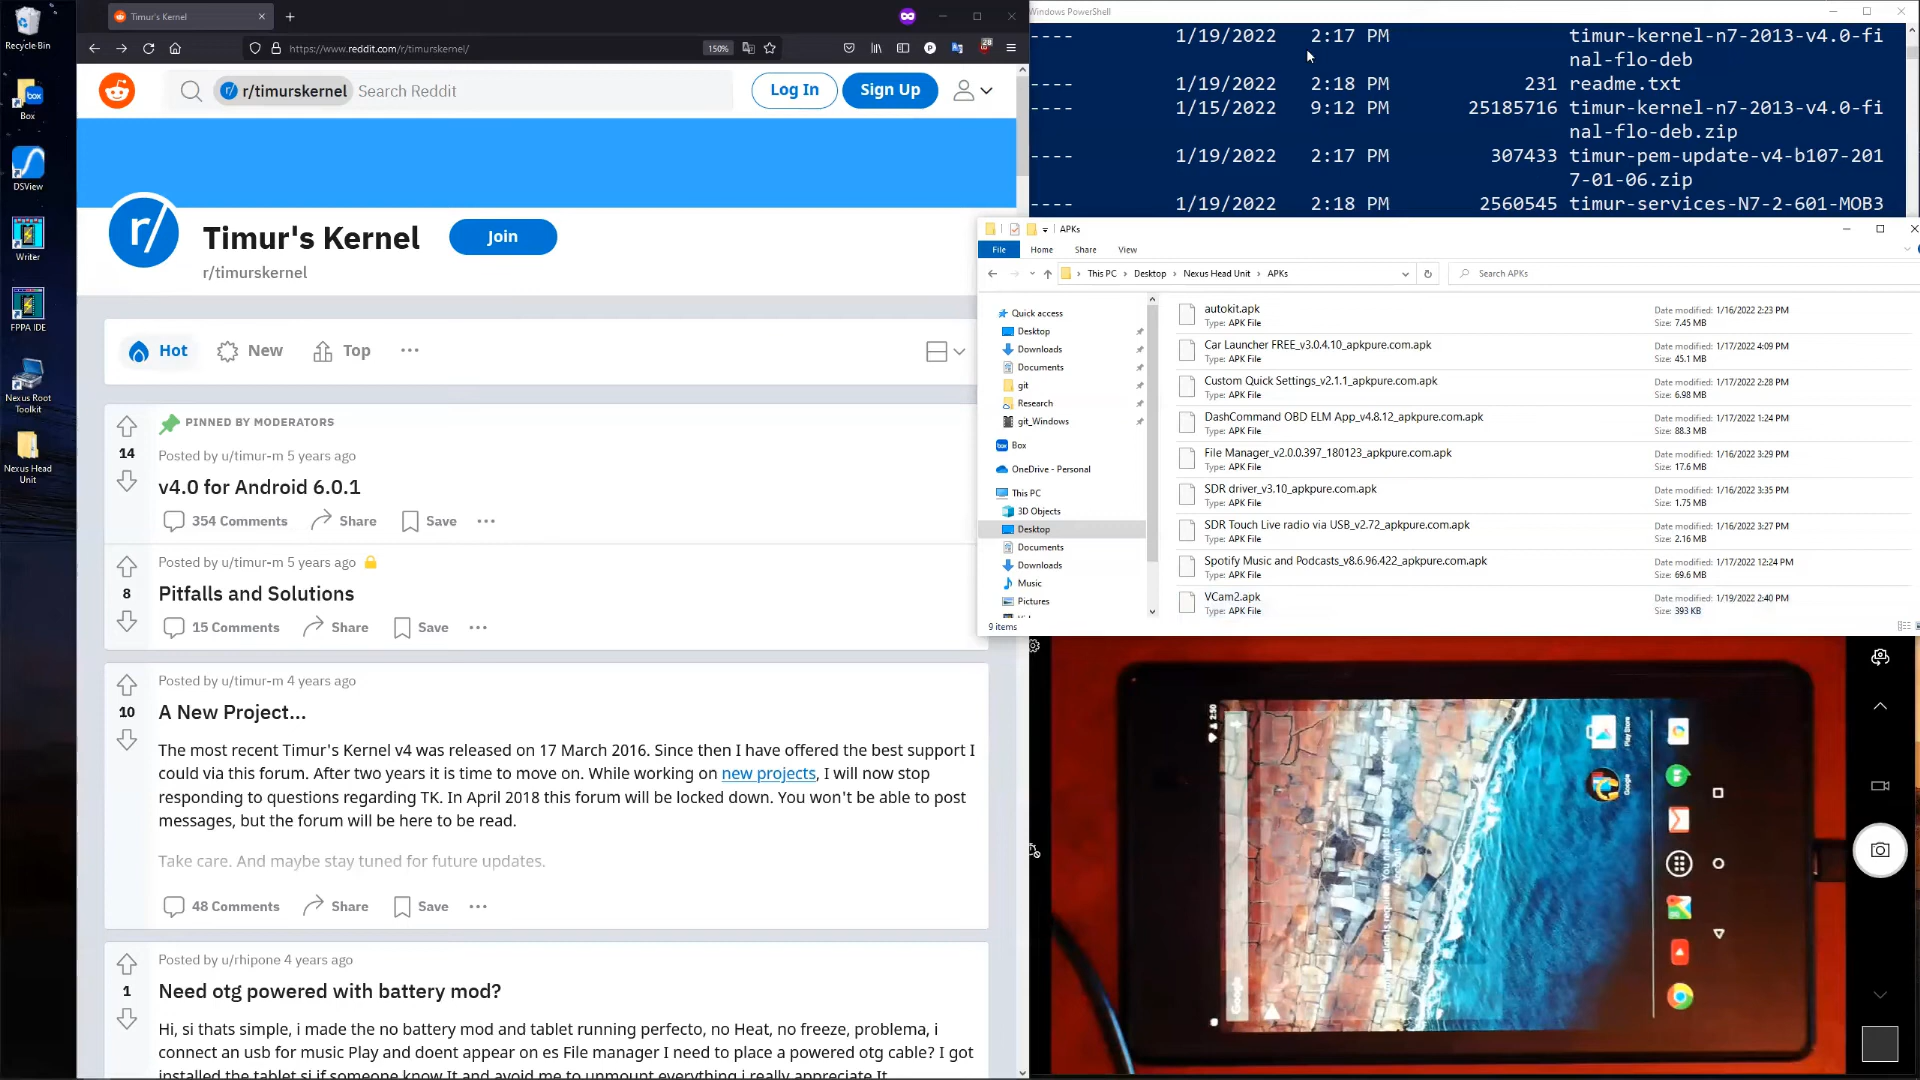 Recycle Bin
Box
DSView
Writer
FPPA IDE
Nexus Root
Toolkit
Nexus Head
Unit
Timur's Kernel
https://www.reddit.com/r/timurskernel/
150%
28
r/timurskernel
Search Reddit
Log In
Sign Up
r/
Timur's Kernel
Join
r/timurskernel
Hot
New
Top
PINNED BY MODERATORS
14
Posted by u/timur-m 5 years ago
v4.0 for Android 6.0.1
354 Comments
Share
Save
Posted by u/timur-m 5 years ago
8
Pitfalls and Solutions
15 Comments
Share
Save
Posted by u/timur-m 4 years ago
10
A New Project...
The most recent Timur's Kernel v4 was released on 17 March 2016. Since then I have offered the best support I
could via this forum. After two years it is time to move on. While working on new projects, I will now stop
responding to questions regarding TK. In April 2018 this forum will be locked down. You won't be able to post
messages, but the forum will be here to be read.
Take care. And maybe stay tuned for future updates.
48 Comments
Share
Save
Posted by u/rhipone 4 years ago
1
Need otg powered with battery mod?
Hi, si thats simple, i made the no battery mod and tablet running perfecto, no Heat, no freeze, problema, i
connect an usb for music Play and doent appear on es File manager I need to place a powered otg cable? I got
installed the tablet si if someone know It and avoid me to unmount everything i really appreciate It
Windows PowerShell
---- 1/19/2022 2:17 PM timur-kernel-n7-2013-v4.0-fi
nal-flo-deb
---- 1/19/2022 2:18 PM 231 readme.txt
---- 1/15/2022 9:12 PM 25185716 timur-kernel-n7-2013-v4.0-fi
nal-flo-deb.zip
---- 1/19/2022 2:17 PM 307433 timur-pem-update-v4-b107-201
7-01-06.zip
---- 1/19/2022 2:18 PM 2560545 timur-services-N7-2-601-MOB3
APKs
File
Home
Share
View
This PC
Desktop
Nexus Head Unit
APKs
Search APKs
Quick access
Desktop
Downloads
Documents
git
Research
git_Windows
Box
OneDrive - Personal
This PC
3D Objects
Desktop
Documents
Downloads
Music
Pictures
9 items
autokit.apk
Type: APK File
Date modified: 1/16/2022 2:23 PM
Size: 7.45 MB
Car Launcher FREE_v3.0.4.10_apkpure.com.apk
Type: APK File
Date modified: 1/17/2022 4:09 PM
Size: 45.1 MB
Custom Quick Settings_v2.1.1_apkpure.com.apk
Type: APK File
Date modified: 1/17/2022 2:28 PM
Size: 6.98 MB
DashCommand OBD ELM App_v4.8.12_apkpure.com.apk
Type: APK File
Date modified: 1/17/2022 1:24 PM
Size: 88.3 MB
File Manager_v2.0.0.397_180123_apkpure.com.apk
Type: APK File
Date modified: 1/16/2022 3:29 PM
Size: 17.6 MB
SDR driver_v3.10_apkpure.com.apk
Type: APK File
Date modified: 1/16/2022 3:35 PM
Size: 1.75 MB
SDR Touch Live radio via USB_v2.72_apkpure.com.apk
Type: APK File
Date modified: 1/16/2022 3:27 PM
Size: 2.16 MB
Spotify Music and Podcasts_v8.6.96.422_apkpure.com.apk
Type: APK File
Date modified: 1/17/2022 12:24 PM
Size: 69.6 MB
VCam2.apk
Type: APK File
Date modified: 1/19/2022 2:40 PM
Size: 393 KB
2:50
Google
Play Store
Google